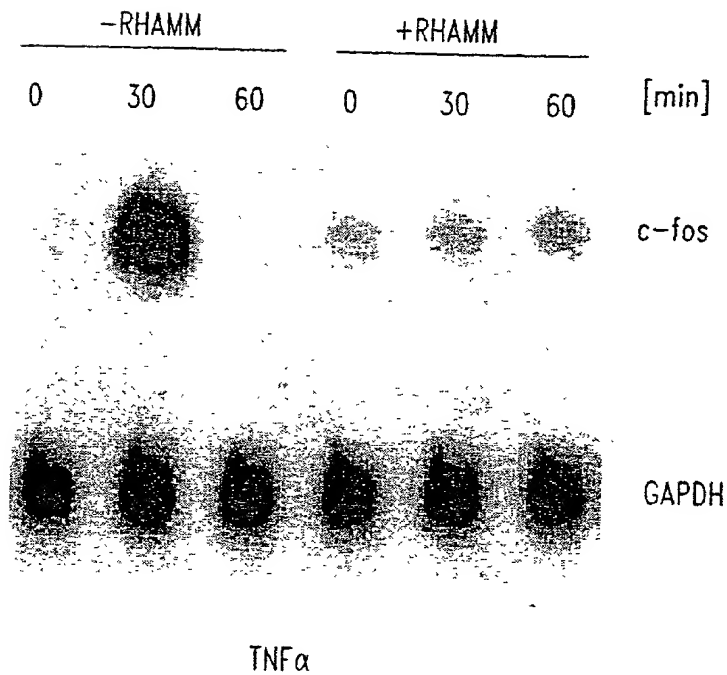 -RHAMM +RHAMM
0 30 60 0 30 60 [min]
c-fos
GAPDH
TNFα